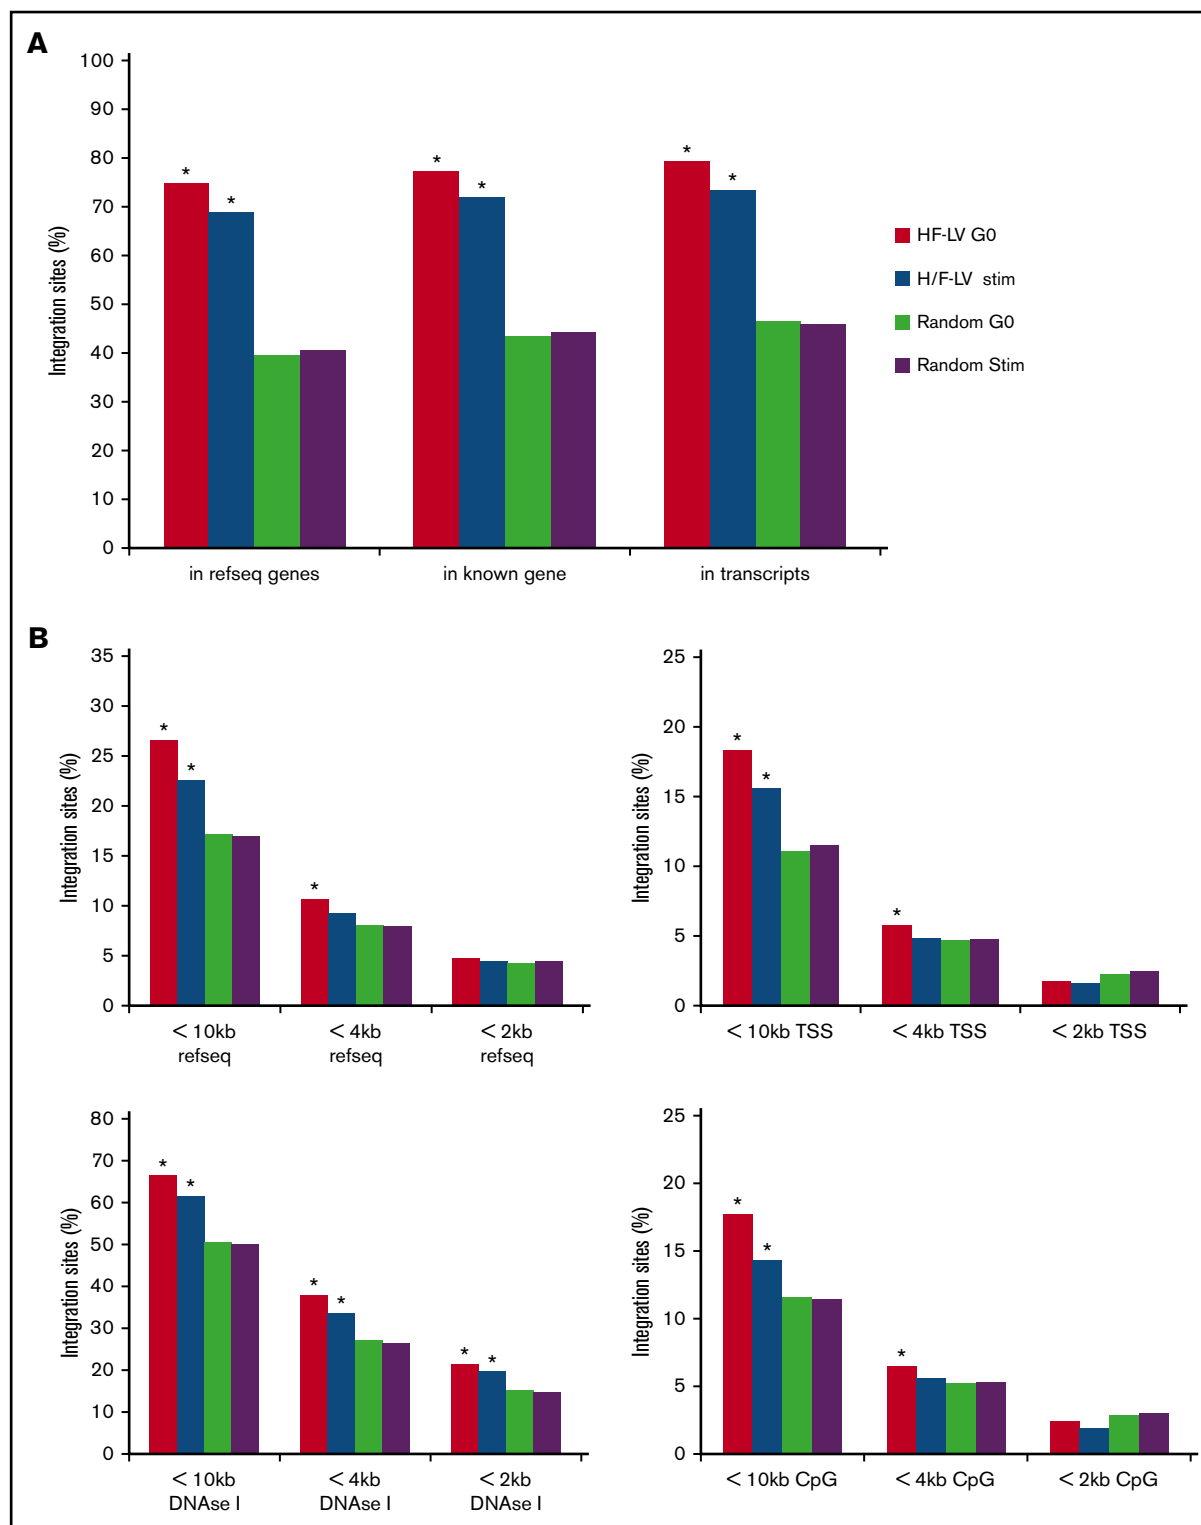 A
100
90
80
70
60
50
40
30
20
10
0
Integration sites (%)
* * * * * *
in refseq genes
in known gene
in transcripts
HF-LV G0
H/F-LV stim
Random G0
Random Stim
B
35
30
25
20
15
10
5
0
Integration sites (%)
* * *
< 10kb refseq
< 4kb refseq
< 2kb refseq
25
20
15
10
5
0
Integration sites (%)
* * *
< 10kb TSS
< 4kb TSS
< 2kb TSS
80
70
60
50
40
30
20
10
0
Integration sites (%)
* * * * * *
< 10kb DNAse I
< 4kb DNAse I
< 2kb DNAse I
25
20
15
10
5
0
Integration sites (%)
* * *
< 10kb CpG
< 4kb CpG
< 2kb CpG